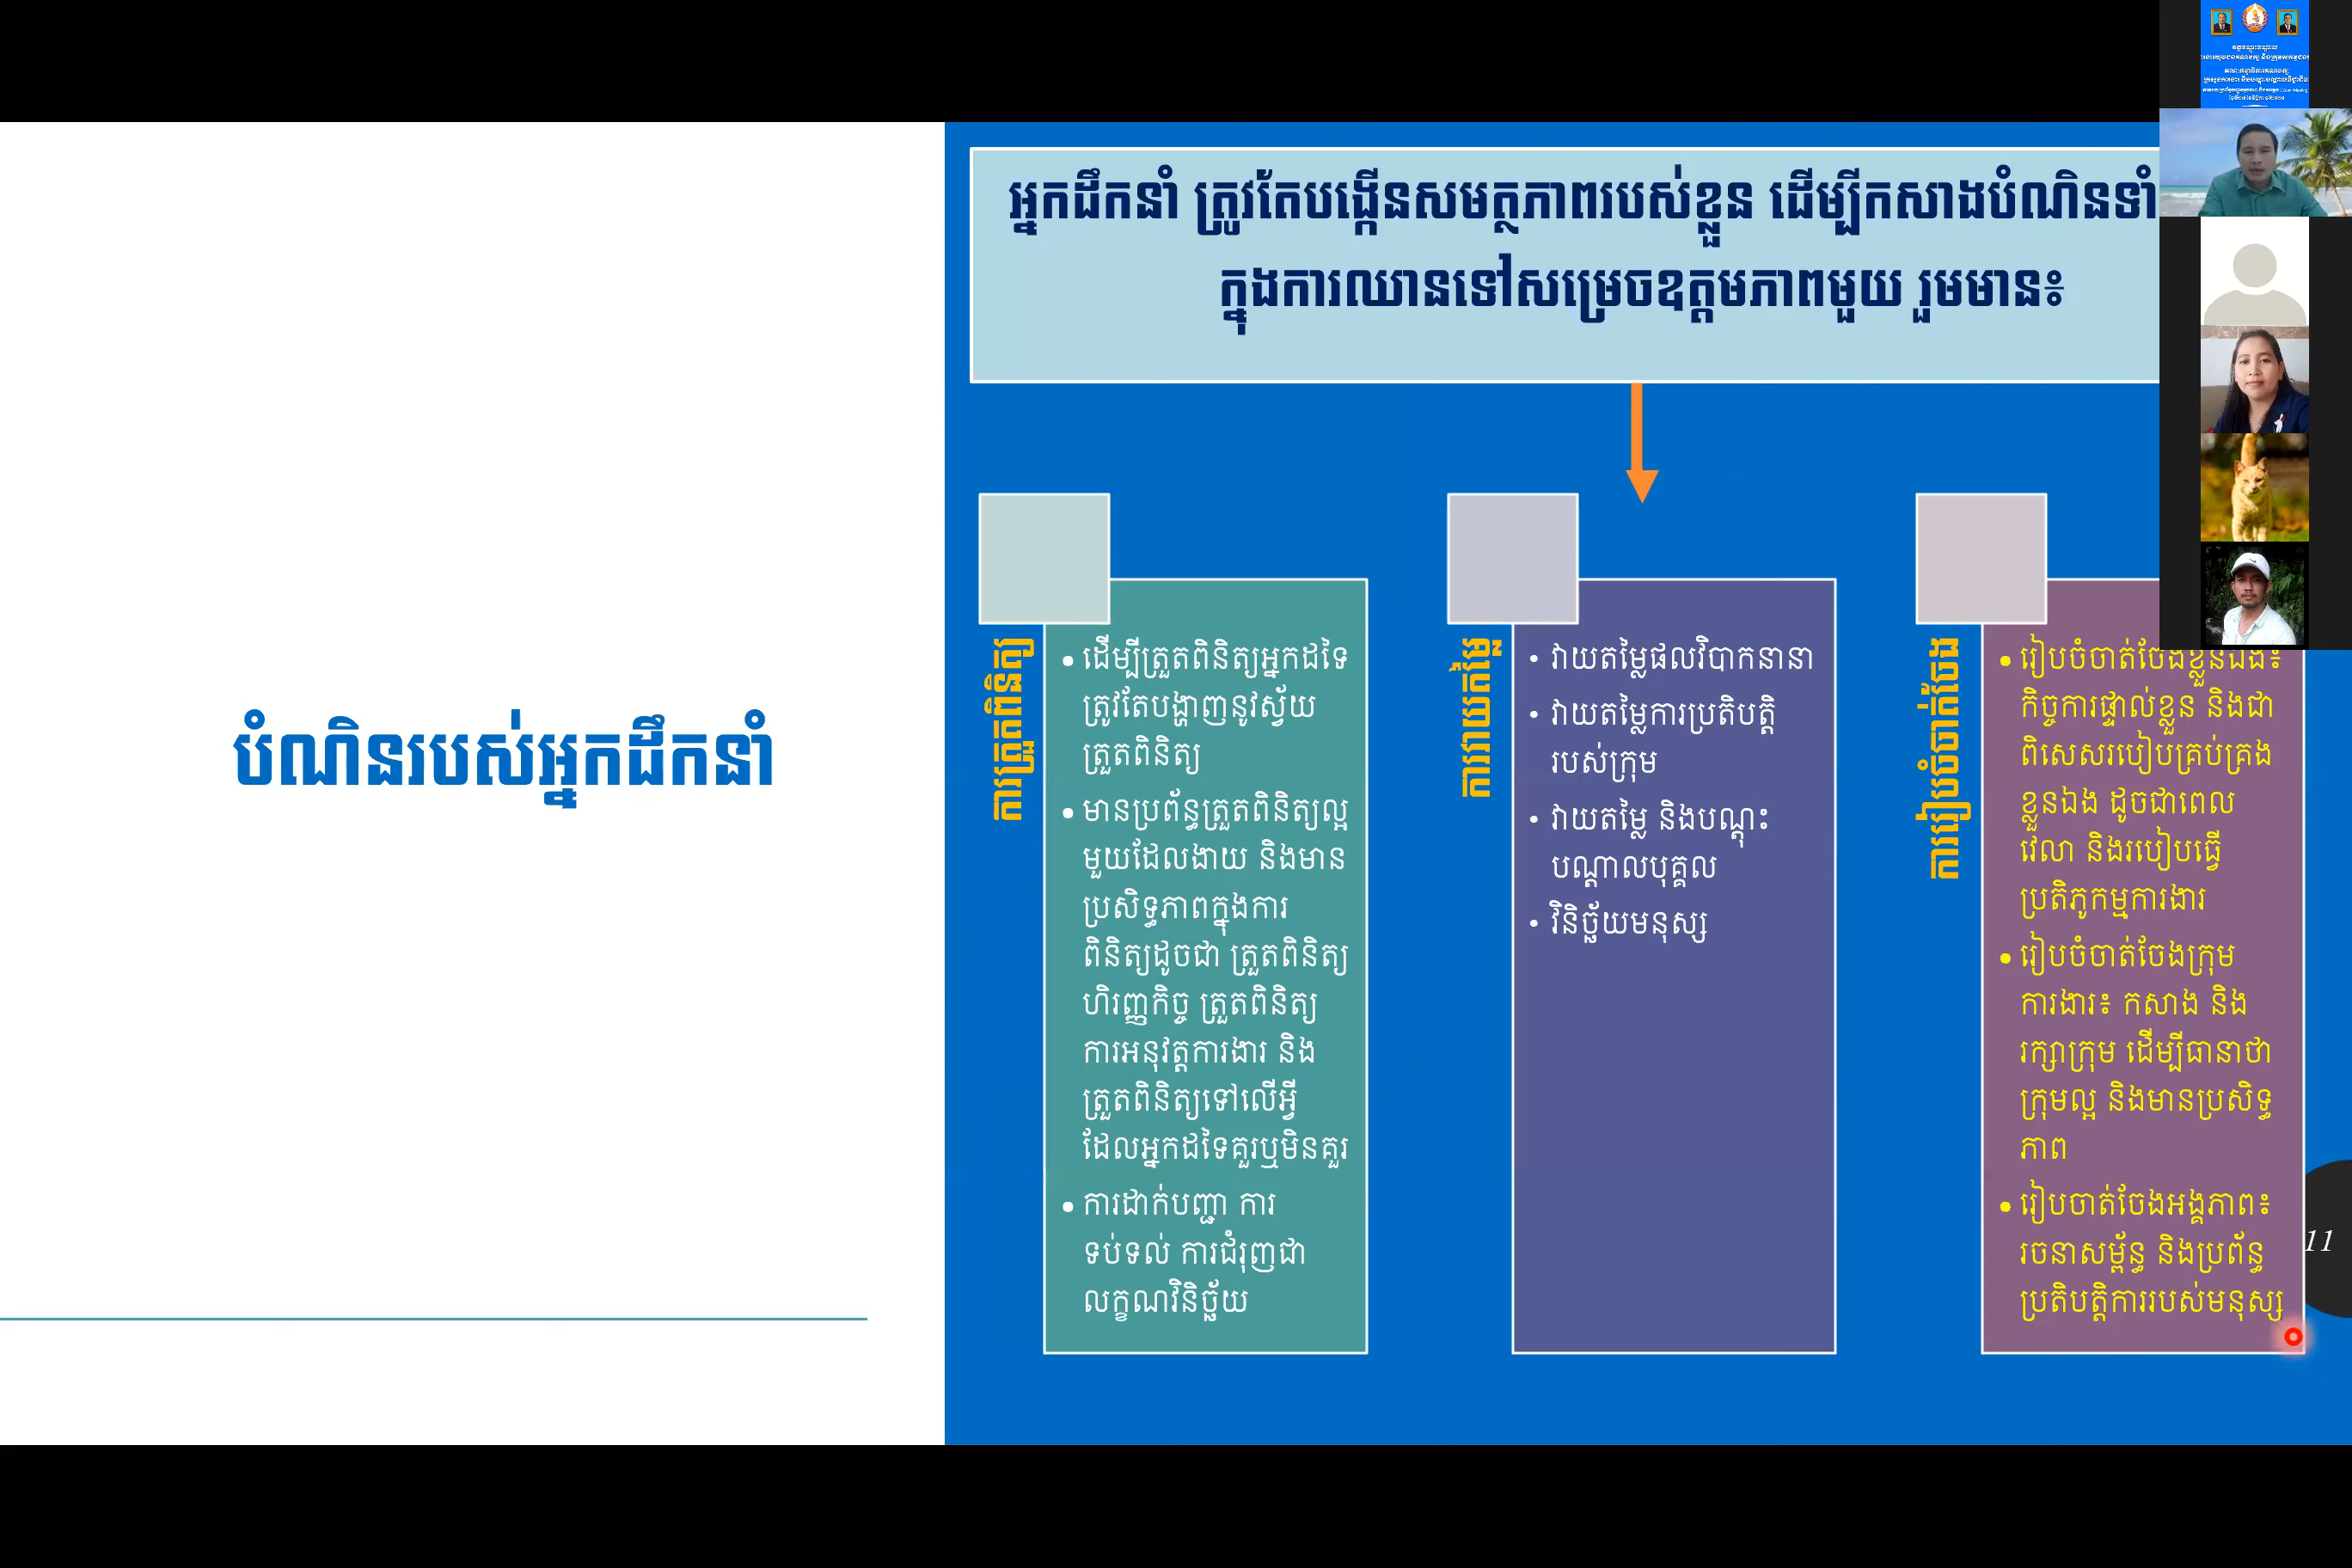 បំណិនរបស់អ្នកដឹកនាំ
អ្នកដឹកនាំ ត្រូវតែបង្កើនសមត្ថភាពរបស់ខ្លួន ដើម្បីកសាងបំណិនទាំ
ក្នុងការឈានទៅសម្រេចឧត្តមភាពមួយ រួមមាន៖
ការត្រួតពិនិត្យ
• ដើម្បីត្រួតពិនិត្យអ្នកដទៃ
ត្រូវតែបង្ហាញនូវស្វ័យ
ត្រួតពិនិត្យ
• មានប្រព័ន្ធត្រួតពិនិត្យល្អ
មួយដែលងាយ និងមាន
ប្រសិទ្ធភាពក្នុងការ
ពិនិត្យដូចជា ត្រួតពិនិត្យ
ហិរញ្ញកិច្ច ត្រួតពិនិត្យ
ការអនុវត្តការងារ និង
ត្រួតពិនិត្យទៅលើអ្វី
ដែលអ្នកដទៃគួរឬមិនគួរ
• ការដាក់បញ្ជា ការ
ទប់ទល់ ការជំរុញជា
លក្ខណវិនិច្ឆ័យ
ការវាយតម្លៃ
• វាយតម្លៃផលវិបាកនានា
• វាយតម្លៃការប្រតិបត្តិ
របស់ក្រុម
• វាយតម្លៃ និងបណ្តុះ
បណ្តាលបុគ្គល
• វិនិច្ឆ័យមនុស្ស
ការរៀបចំចាត់ចែង
• រៀបចំចាត់ចែងខ្លួនឯង៖
កិច្ចការផ្ទាល់ខ្លួន និងជា
ពិសេសរបៀបគ្រប់គ្រង
ខ្លួនឯង ដូចជាពេល
វេលា និងរបៀបធ្វើ
ប្រតិភូកម្មការងារ
• រៀបចំចាត់ចែងក្រុម
ការងារ៖ កសាង និង
រក្សាក្រុម ដើម្បីធានាថា
ក្រុមល្អ និងមានប្រសិទ្ធ
ភាព
• រៀបចាត់ចែងអង្គភាព៖
រចនាសម្ព័ន្ធ និងប្រព័ន្ធ
ប្រតិបត្តិការរបស់មនុស្ស
11